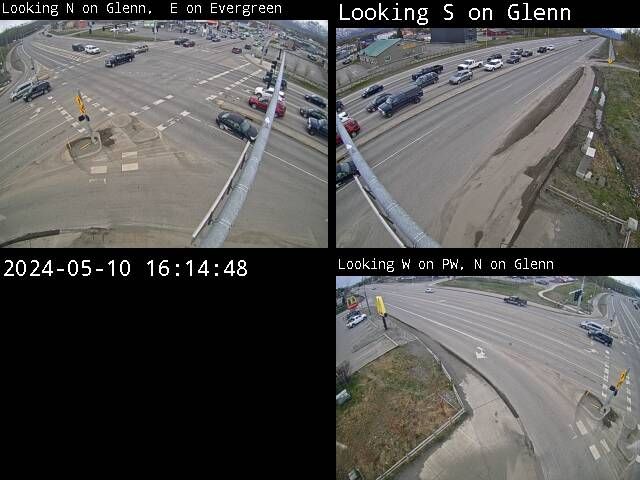 Looking N on Glenn,  E on Evergreen
Looking S on Glenn
2024-05-10 16:14:48
Looking W on PW, N on Glenn